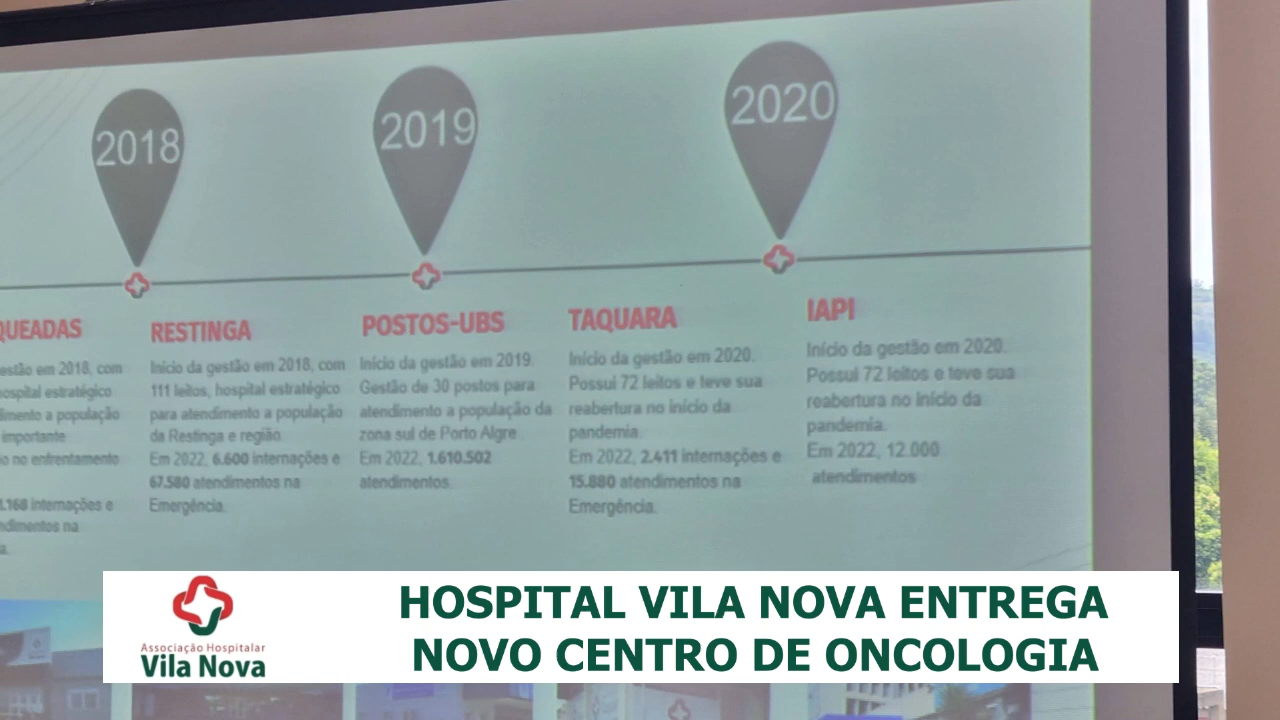 2018
2019
2020
QUEADAS
estão em 2018, com
hospital estratégico
importante
no enfrentamento
.168 internações e
na
RESTINGA
Início da gestão em 2018, com
111 leitos, hospital estratégico
para atendimento a população
da Restinga e região
Em 2022, 6.600 internações e
67.580 atendimentos na
Emergência.
POSTOS-UBS
Início da gestão em 2019.
Gestão de 30 postos para
atendimento a população da
zona sul de Porto Algre
Em 2022, 1.610.502
atendimentos
TAQUARA
Início da gestão em 2020.
Possui 72 leitos e teve sua
reabertura no início da
pandemia.
Em 2022, 2.411 internações e
15.880 atendimentos na
Emergência.
IAPI
Início da gestão em 2020.
Possui 72 leitos e teve sua
reabertura no início da
pandemia.
Em 2022, 12.000
atendimentos
Associação Hospitalar
Vila Nova
HOSPITAL VILA NOVA ENTREGA
NOVO CENTRO DE ONCOLOGIA